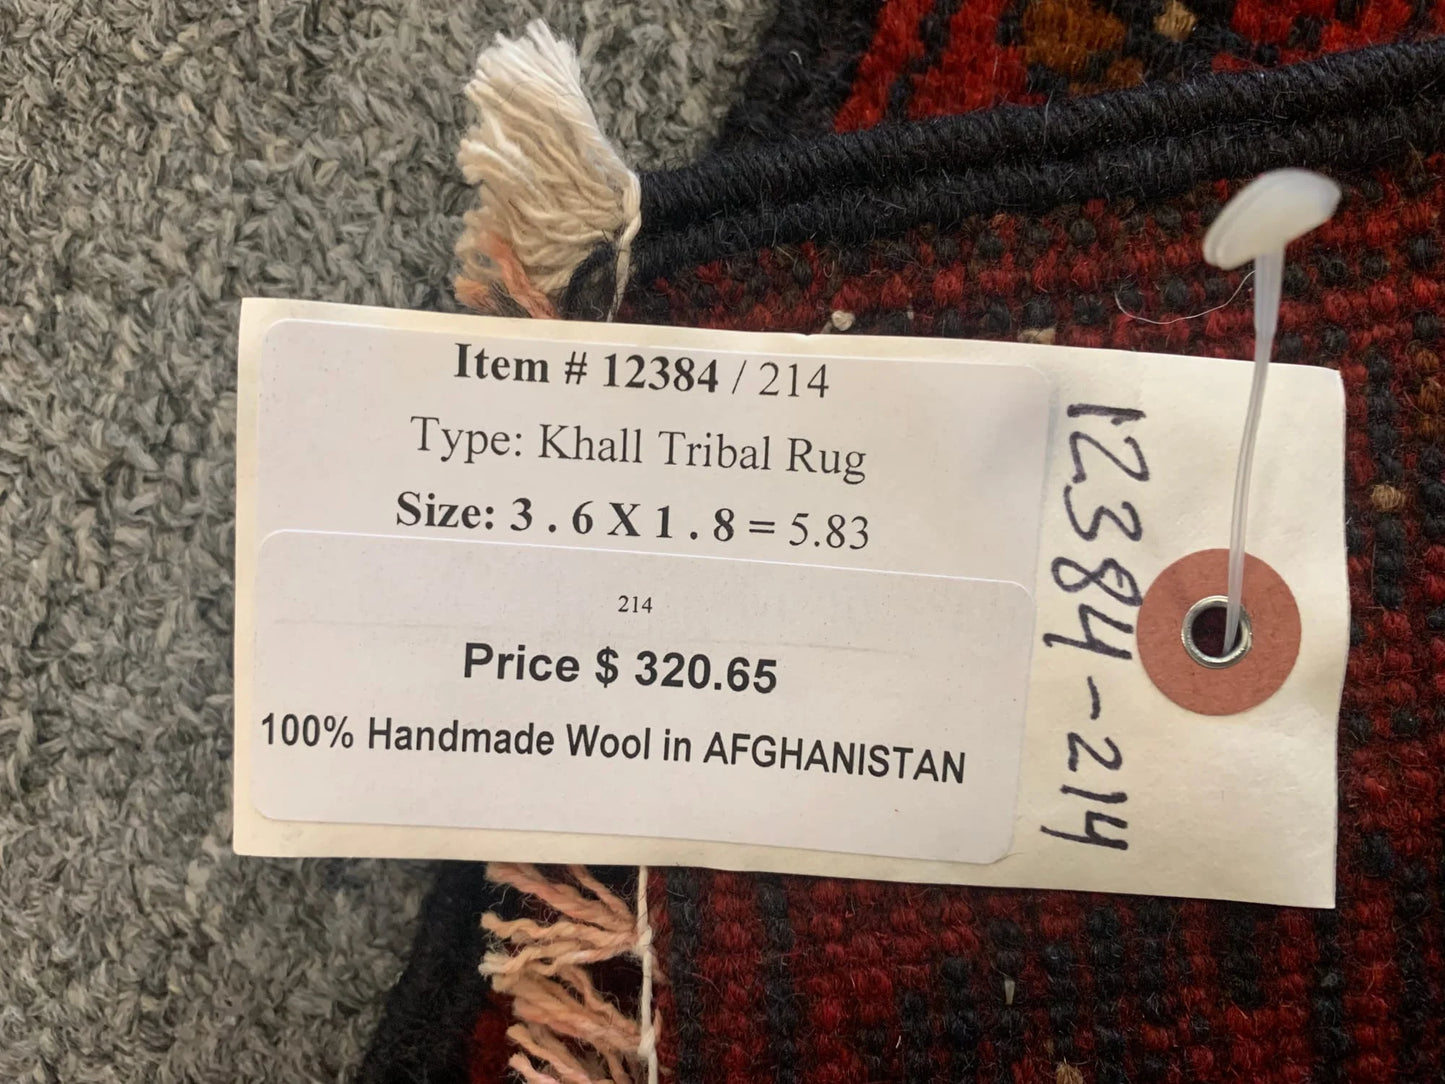 Item # 12384 / 214
Type: Khall Tribal Rug
Size: 3 . 6 X 1 . 8 = 5.83
214
Price $ 320.65
100% Handmade Wool in AFGHANISTAN
12384-214